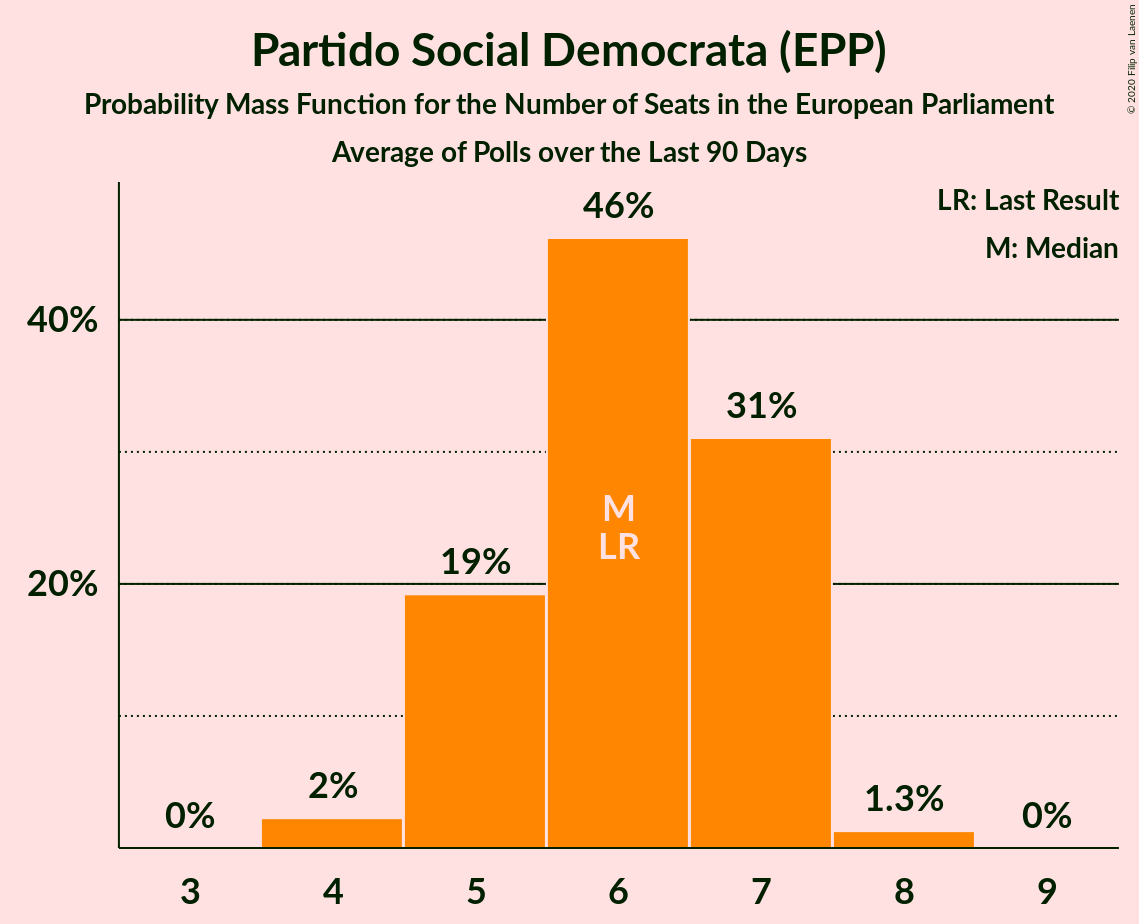 Partido Social Democrata (EPP)
Probability Mass Function for the Number of Seats in the European Parliament
Average of Polls over the Last 90 Days
© 2020 Filip van Laenen
LR: Last Result
M: Median
46%
40%
31%
M
LR
19%
20%
2%
1.3%
0%
0%
3 4 5 6 7 8 9